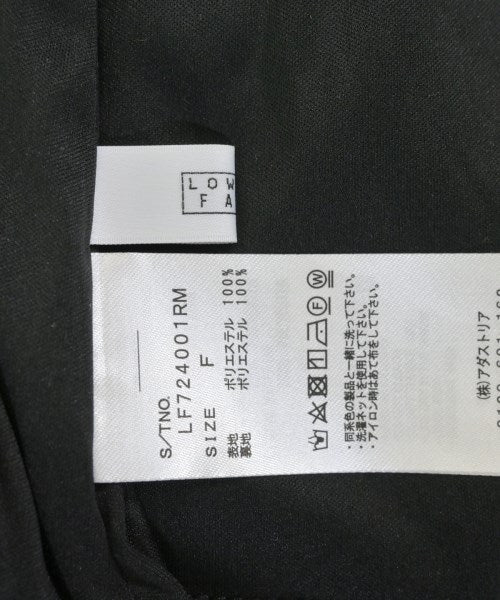 LOW
FA
S/TNO.
LF724001RM
SIZE F
表地 ポリエステル 100%
裏地 ポリエステル 100%
・同系色の製品と一緒に洗って下さい。
・洗濯ネットを使用して下さい。
・アイロン時はあて布をして下さい。
(株)アダストリア